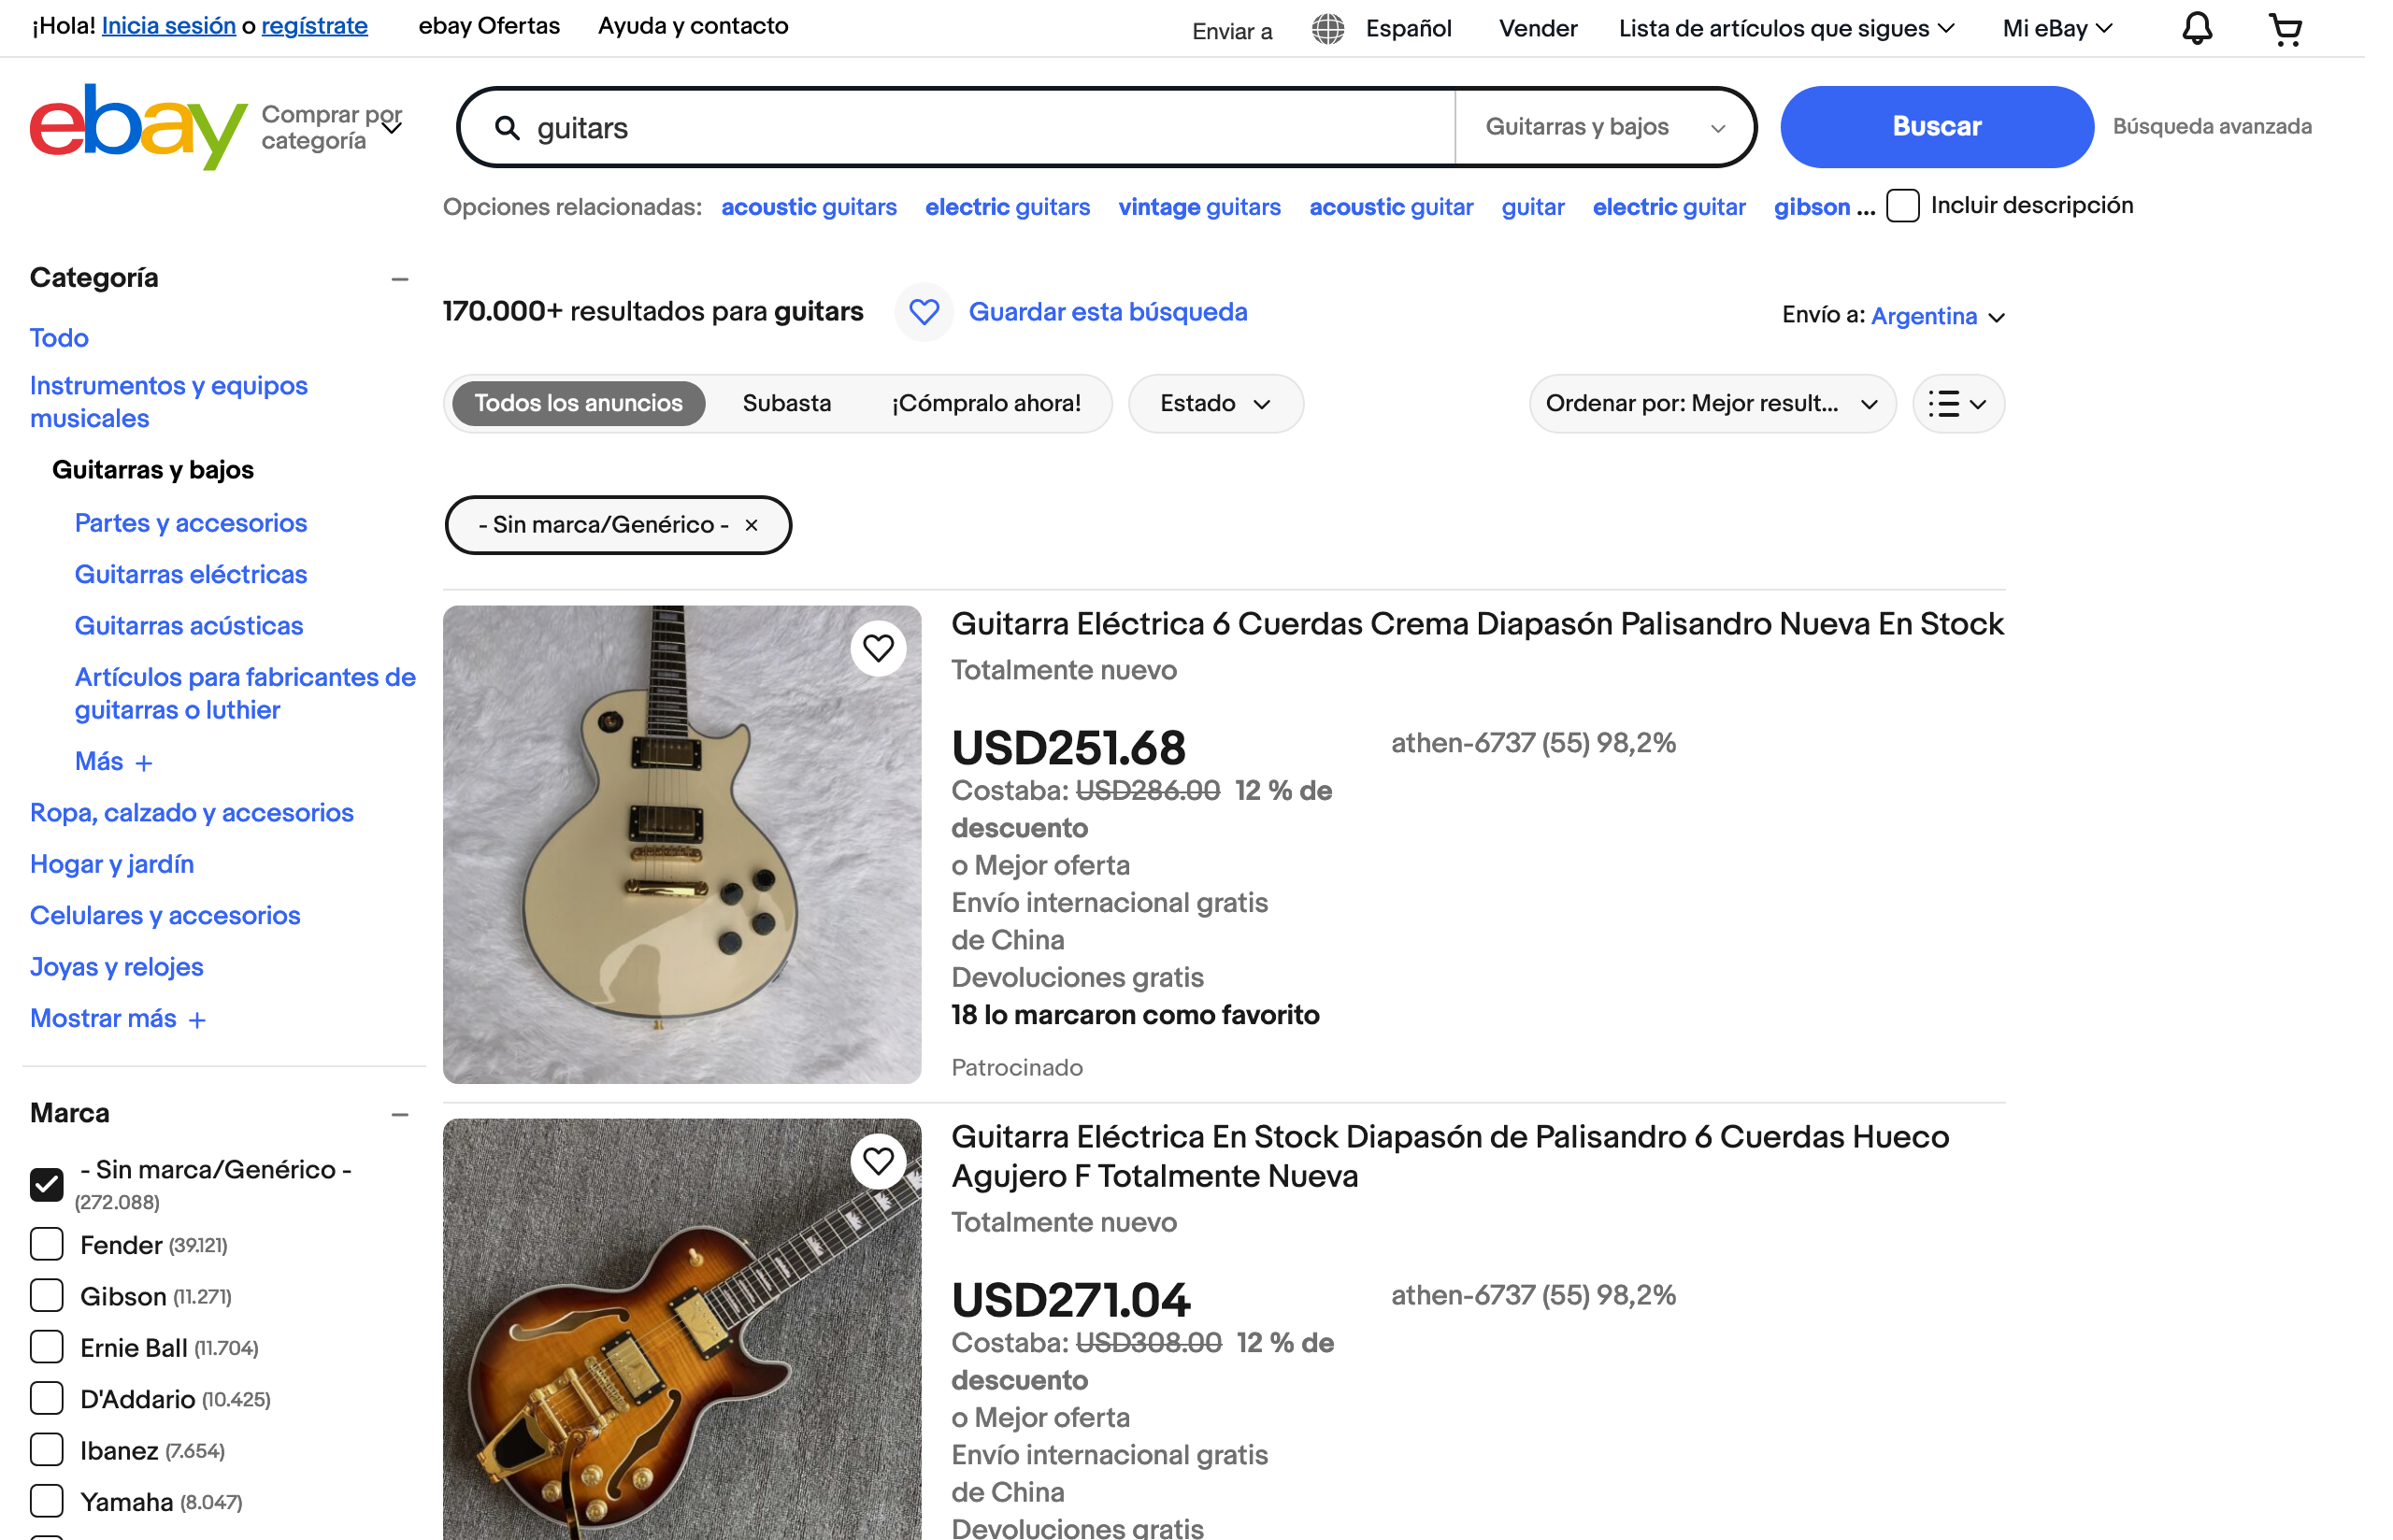 ¡Hola! Inicia sesión o regístrate ebay Ofertas Ayuda y contacto Enviar a Español Vender Lista de artículos que sigues Mi eBay
ebay
Comprar por
categoría
guitars
Guitarras y bajos
Buscar
Búsqueda avanzada
Opciones relacionadas: acoustic guitars electric guitars vintage guitars acoustic guitar guitar electric guitar gibson ... Incluir descripción
Categoría
Todo
Instrumentos y equipos
musicales
Guitarras y bajos
Partes y accesorios
Guitarras eléctricas
Guitarras acústicas
Artículos para fabricantes de
guitarras o luthier
Más
Ropa, calzado y accesorios
Hogar y jardín
Celulares y accesorios
Joyas y relojes
Mostrar más
Marca
- Sin marca/Genérico -
(272.088)
Fender (39.121)
Gibson (11.271)
Ernie Ball (11.704)
D'Addario (10.425)
Ibanez (7.654)
Yamaha (8.047)
170.000+ resultados para guitars Guardar esta búsqueda Envío a: Argentina
Todos los anuncios Subasta ¡Cómpralo ahora! Estado Ordenar por: Mejor result...
- Sin marca/Genérico - ×
Guitarra Eléctrica 6 Cuerdas Crema Diapasón Palisandro Nueva En Stock
Totalmente nuevo
USD251.68 athen-6737 (55) 98,2%
Costaba: USD286.00 12 % de
descuento
o Mejor oferta
Envío internacional gratis
de China
Devoluciones gratis
18 lo marcaron como favorito
Patrocinado
Guitarra Eléctrica En Stock Diapasón de Palisandro 6 Cuerdas Hueco
Agujero F Totalmente Nueva
Totalmente nuevo
USD271.04 athen-6737 (55) 98,2%
Costaba: USD308.00 12 % de
descuento
o Mejor oferta
Envío internacional gratis
de China
Devoluciones gratis